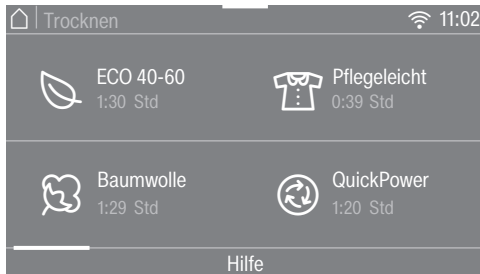 Trocknen
11:02
ECO 40-60
1:30 Std
Pflegeleicht
0:39 Std
Baumwolle
1:29 Std
QuickPower
1:20 Std
Hilfe